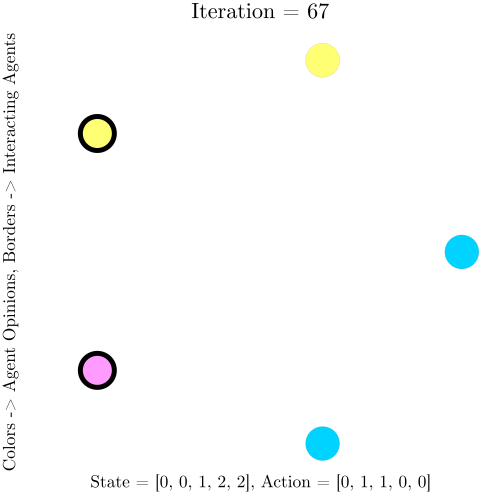 Iteration = 67
Colors -> Agent Opinions, Borders -> Interacting Agents
State = [0, 0, 1, 2, 2], Action = [0, 1, 1, 0, 0]